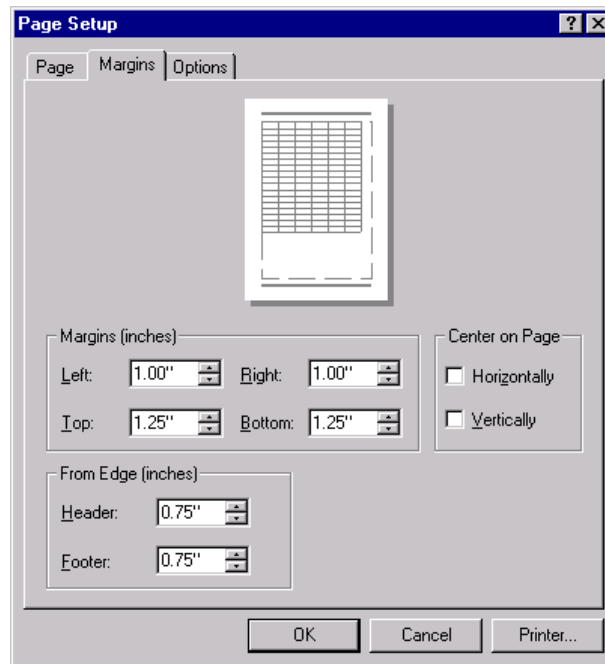 Page Setup
Page Margins Options
Margins (inches)
Left: 1.00" Right: 1.00"
Top: 1.25" Bottom: 1.25"
Center on Page
Horizontally
Vertically
From Edge (inches)
Header: 0.75"
Footer: 0.75"
OK Cancel Printer...